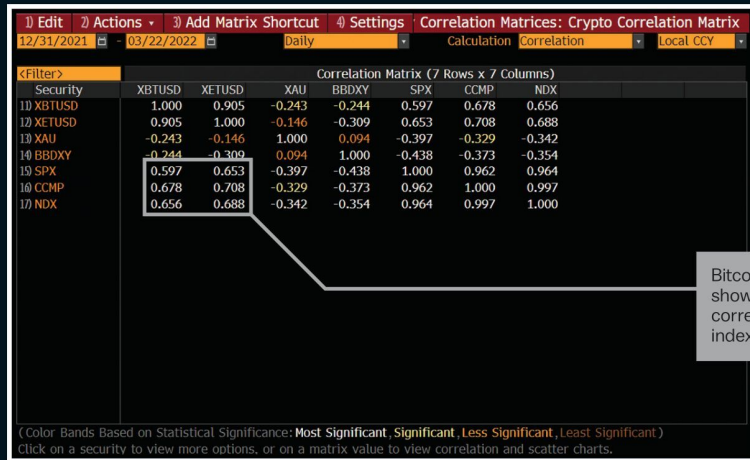 1) Edit 2) Actions 3) Add Matrix Shortcut 4) Settings Correlation Matrices: Crypto Correlation Matrix
12/31/2021 - 03/22/2022 Daily Calculation Correlation Local CCY
<Filter> Correlation Matrix (7 Rows x 7 Columns)
Security XBTUSD XETUSD XAU BBDXY SPX CCMP NDX
11) XBTUSD 1.000 0.905 -0.243 -0.244 0.597 0.678 0.656
12) XETUSD 0.905 1.000 -0.146 -0.309 0.653 0.708 0.688
13) XAU -0.243 -0.146 1.000 0.094 -0.397 -0.329 -0.342
14) BBDXY -0.244 -0.309 0.094 1.000 -0.438 -0.373 -0.354
15) SPX 0.597 0.653 -0.397 -0.438 1.000 0.962 0.964
16) CCMP 0.678 0.708 -0.329 -0.373 0.962 1.000 0.997
17) NDX 0.656 0.688 -0.342 -0.354 0.964 0.997 1.000
Bitco
show
corre
index
(Color Bands Based on Statistical Significance: Most Significant, Significant, Less Significant, Least Significant)
Click on a security to view more options, or on a matrix value to view correlation and scatter charts.